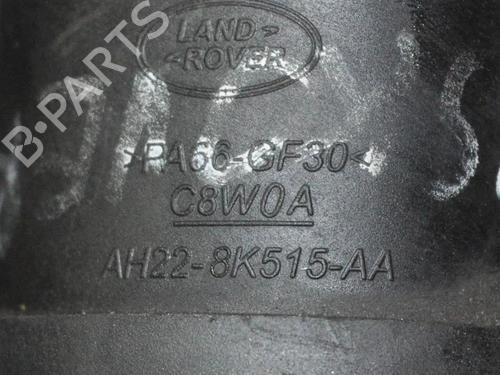 LAND
ROVER
B-PARTS
>PA66-GF30<
C8W0A
AH22-8K515-AA